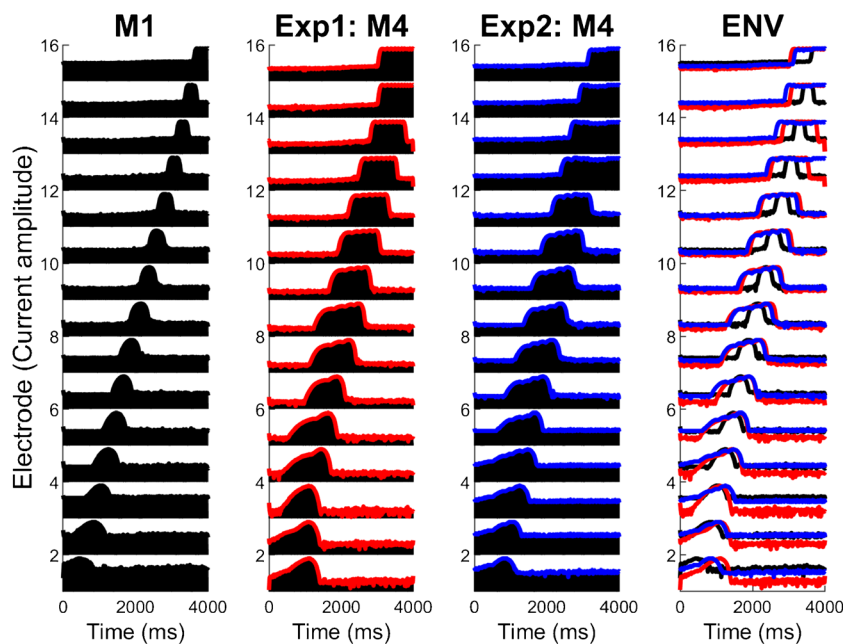 M1 Exp1: M4 Exp2: M4 ENV
Electrode (Current amplitude)
16 16 16 16
14 14 14 14
12 12 12 12
10 10 10 10
8 8 8 8
6 6 6 6
4 4 4 4
2 2 2 2
0 2000 4000 0 2000 4000 0 2000 4000 0 2000 4000
Time (ms) Time (ms) Time (ms) Time (ms)